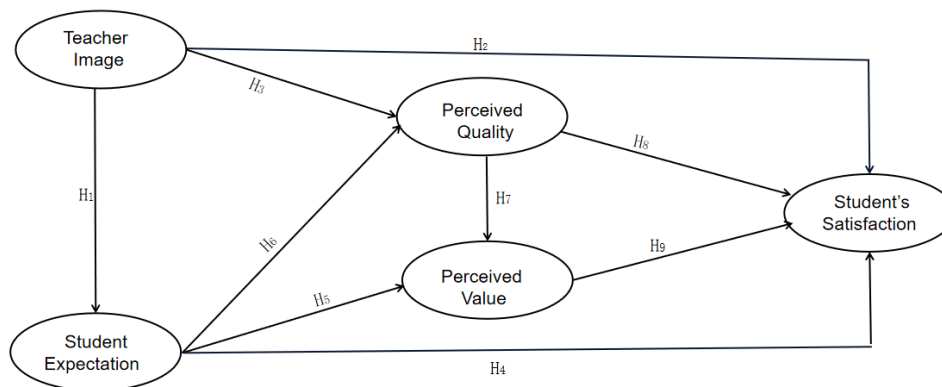 Teacher
Image
H₂
H₃
Perceived
Quality
H₈
H₁
H₇
Student's
Satisfaction
H₆
H₉
Perceived
Value
H₅
Student
Expectation
H₄